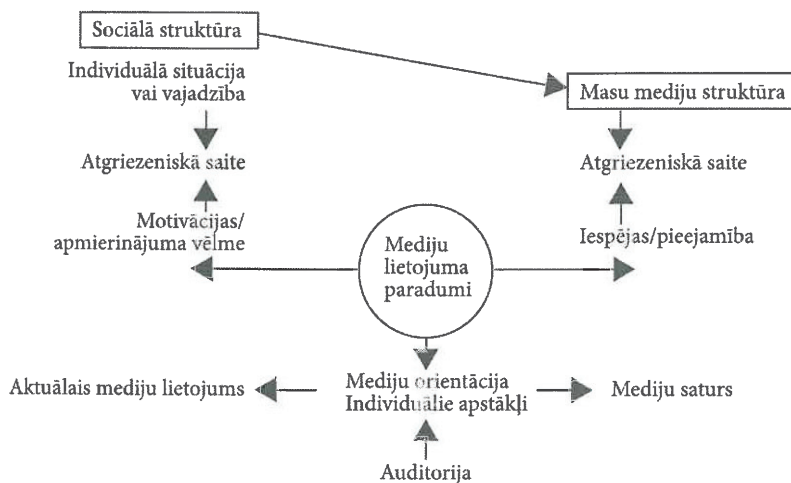 Sociālā struktūra
Individuālā situācija
vai vajadzība
Masu mediju struktūra
Atgriezeniskā saite
Atgriezeniskā saite
Motivācijas/
apmierinājuma vēlme
Mediju
lietojuma
paradumi
Iespējas/pieejamība
Aktuālais mediju lietojums
Mediju orientācija
Individuālie apstākļi
Mediju saturs
Auditorija